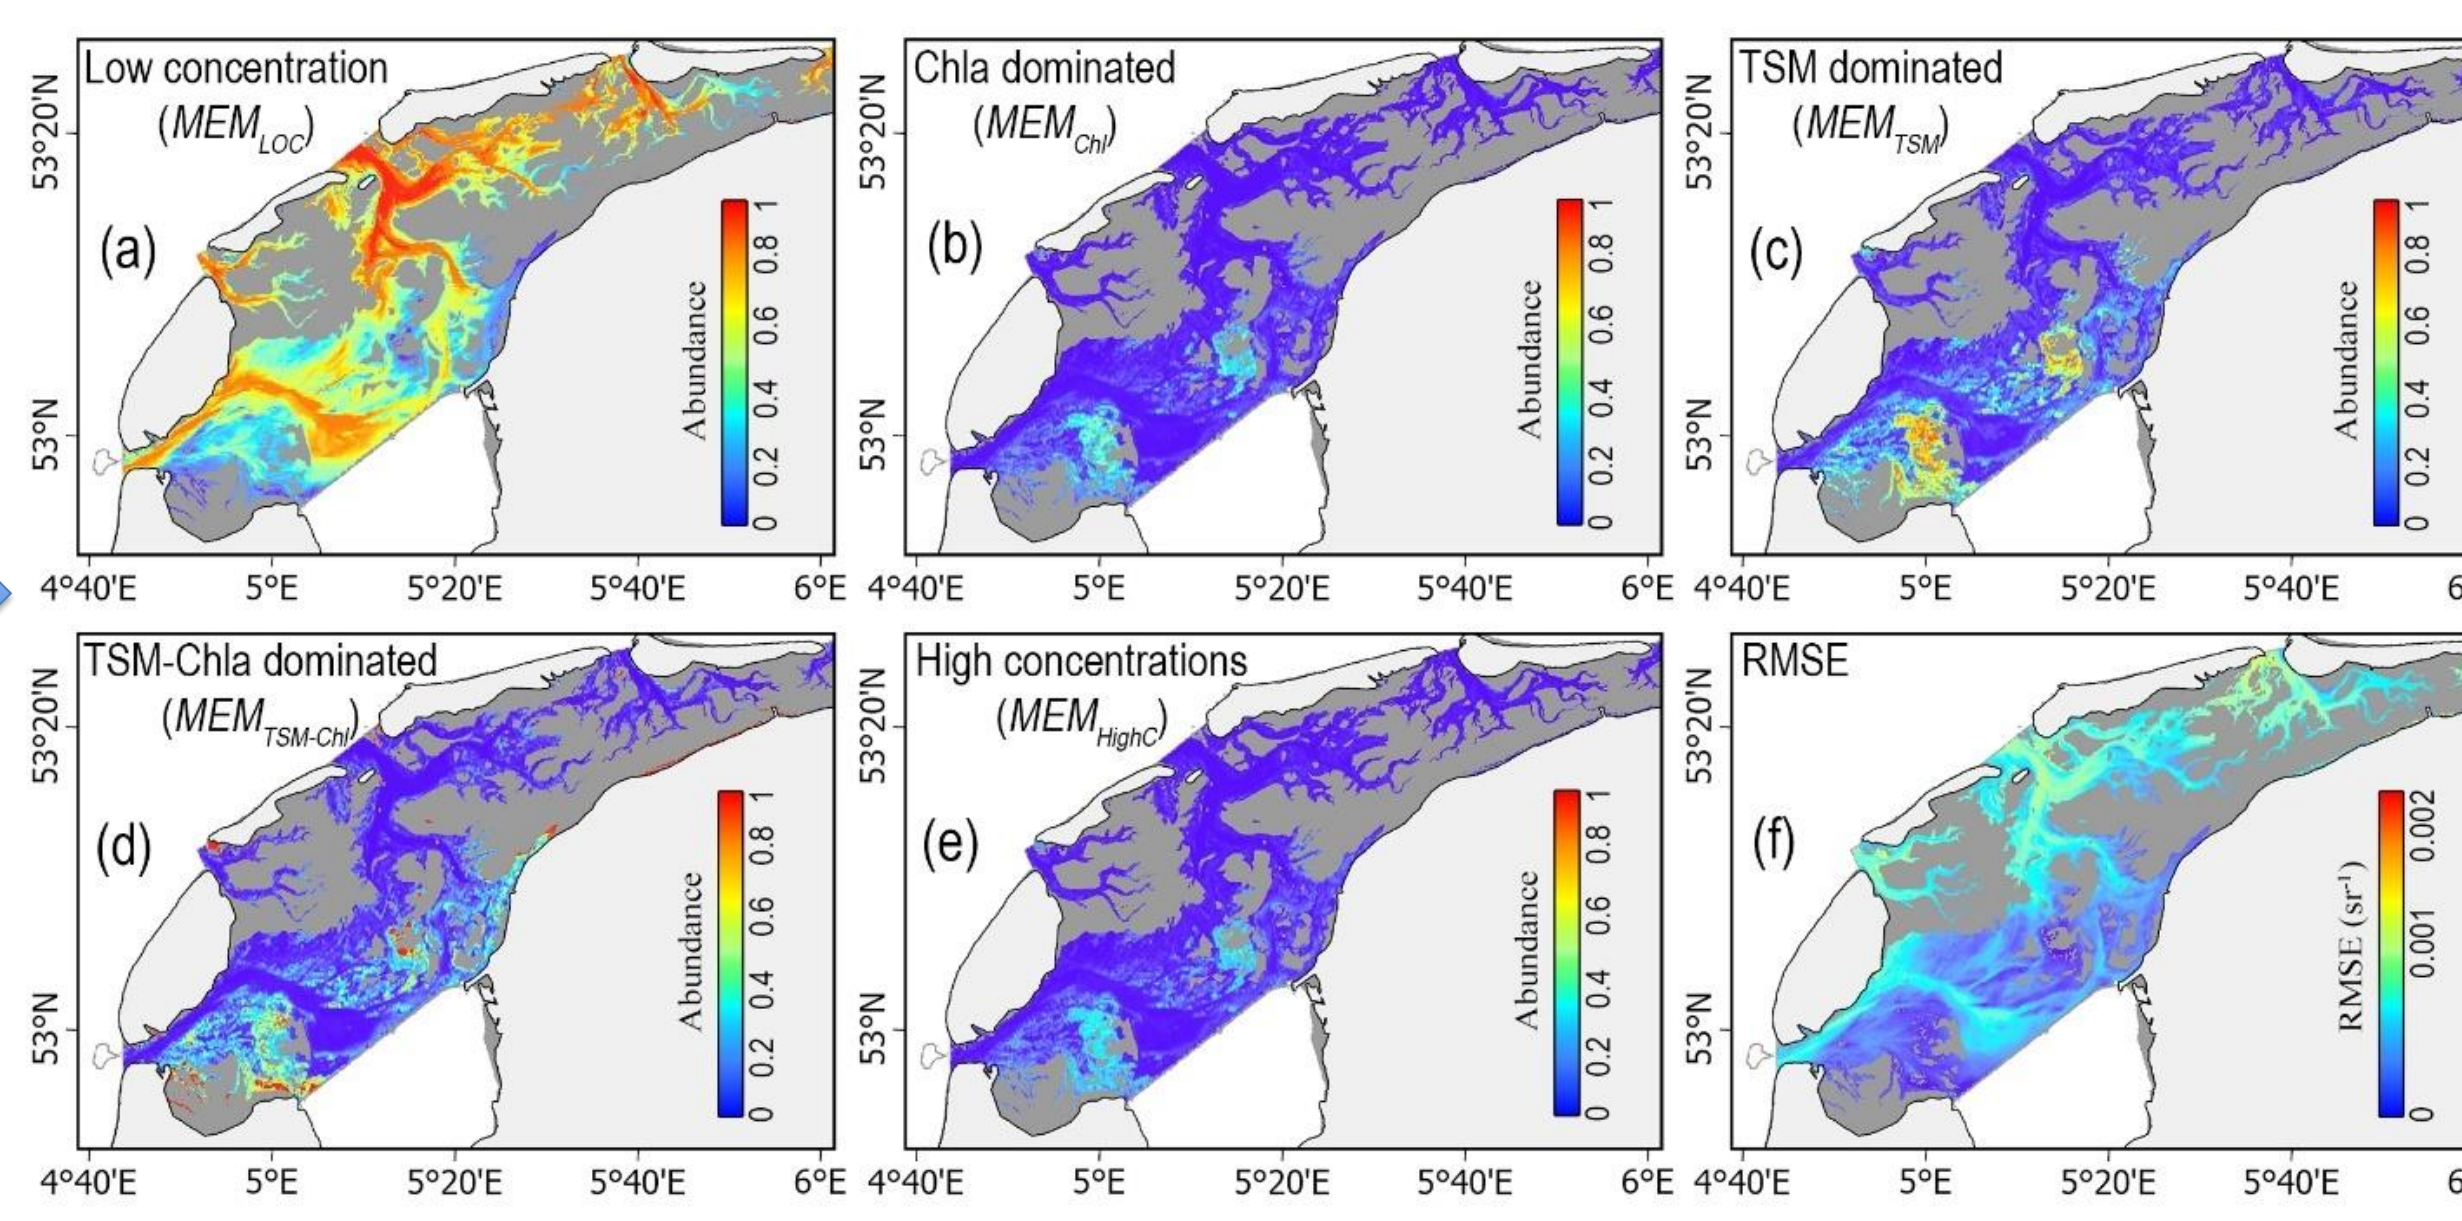 Low concentration
(MEM_LOC)
(a)
53°20'N
53°N
Abundance
0 0.2 0.4 0.6 0.8 1
4°40'E 5°E 5°20'E 5°40'E 6°E
Chla dominated
(MEM_Chl)
(b)
53°20'N
53°N
Abundance
0 0.2 0.4 0.6 0.8 1
4°40'E 5°E 5°20'E 5°40'E 6°E
TSM dominated
(MEM_TSM)
(c)
53°20'N
53°N
Abundance
0 0.2 0.4 0.6 0.8 1
4°40'E 5°E 5°20'E 5°40'E 6
TSM-Chla dominated
(MEM_TSM-Chl)
(d)
53°20'N
53°N
Abundance
0 0.2 0.4 0.6 0.8 1
4°40'E 5°E 5°20'E 5°40'E 6°E
High concentrations
(MEM_HighC)
(e)
53°20'N
53°N
Abundance
0 0.2 0.4 0.6 0.8 1
4°40'E 5°E 5°20'E 5°40'E 6°E
RMSE
(f)
53°20'N
53°N
RMSE (sr⁻¹)
0 0.001 0.002
4°40'E 5°E 5°20'E 5°40'E 6